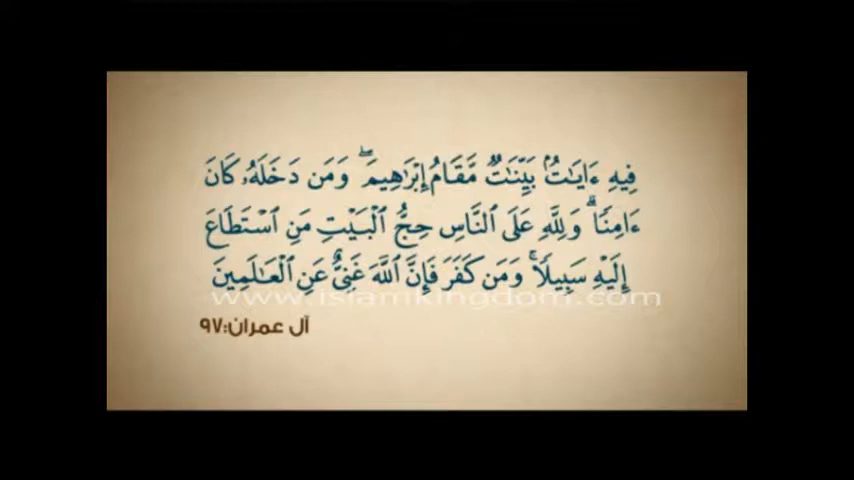 فِيهِ ءَايَـٰتُۢ بَيِّنَـٰتٌ مَّقَامُ إِبْرَٰهِيمَ ۖ وَمَن دَخَلَهُۥ كَانَ
ءَامِنًا ۗ وَلِلَّهِ عَلَى ٱلنَّاسِ حِجُّ ٱلْبَيْتِ مَنِ ٱسْتَطَاعَ
إِلَيْهِ سَبِيلًا ۚ وَمَن كَفَرَ فَإِنَّ ٱللَّهَ غَنِىٌّ عَنِ ٱلْعَـٰلَمِينَ
www.islamkingdom.com
آل عمران:٩٧